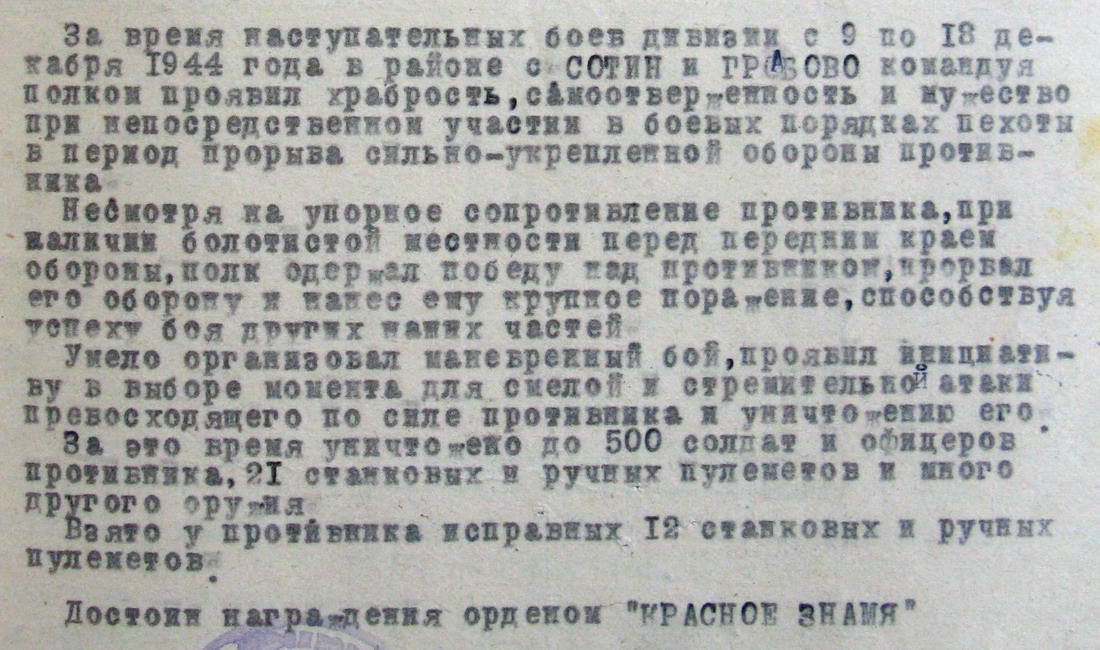 За время наступательных боев дивизии с 9 по 18 де-
кабря 1944 года в районе с СОТИН и ГРАБОВО командуя
полком проявил храбрость,самоотверженность и мужество
при непосредственном участии в боевых порядках пехоты
в период прорыва сильно-укрепленной обороны против-
ника
Несмотря на упорное сопротивление противника,при
наличии болотистой местности перед передним краем
обороны,полк одержал победу над противником,прорвал
его оборону и нанес ему крупное поражение,способствуя
успеху боя других наших частей
Умело организовал маневренный бой,проявил инициати-
ву в выборе момента для смелой и стремительной атаки
превосходящего по силе противника и уничтожению его.
За это время уничтожено до 500 солдат и офицеров
противника,21 станковых и ручных пулеметов и много
другого оружия
Взято у противника исправных 12 станковых и ручных
пулеметов.
Достоин награждения орденом "КРАСНОЕ ЗНАМЯ"